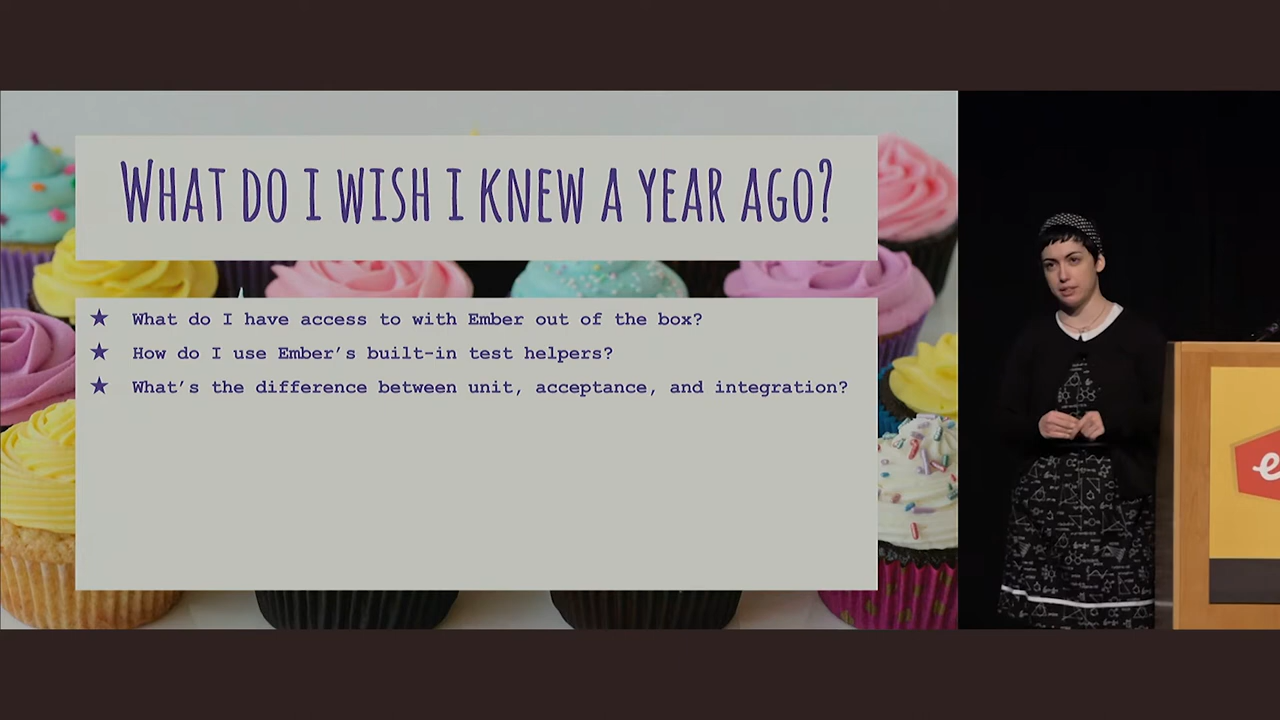 WHAT DO I WISH I KNEW A YEAR AGO?
★ What do I have access to with Ember out of the box?
★ How do I use Ember's built-in test helpers?
★ What's the difference between unit, acceptance, and integration?
e